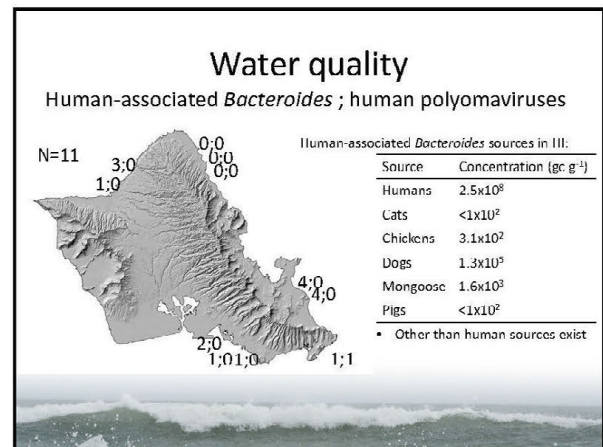 Water quality
Human-associated Bacteroides ; human polyomaviruses
N=11
0;0
0;0
0;0
3;0
1;0
4;0
4;0
2;0
1;0
1;0
1;1
Human-associated Bacteroides sources in III:
Source Concentration (gc g⁻¹)
Humans 2.5x10⁸
Cats <1x10²
Chickens 3.1x10²
Dogs 1.3x10⁵
Mongoose 1.6x10³
Pigs <1x10²
• Other than human sources exist